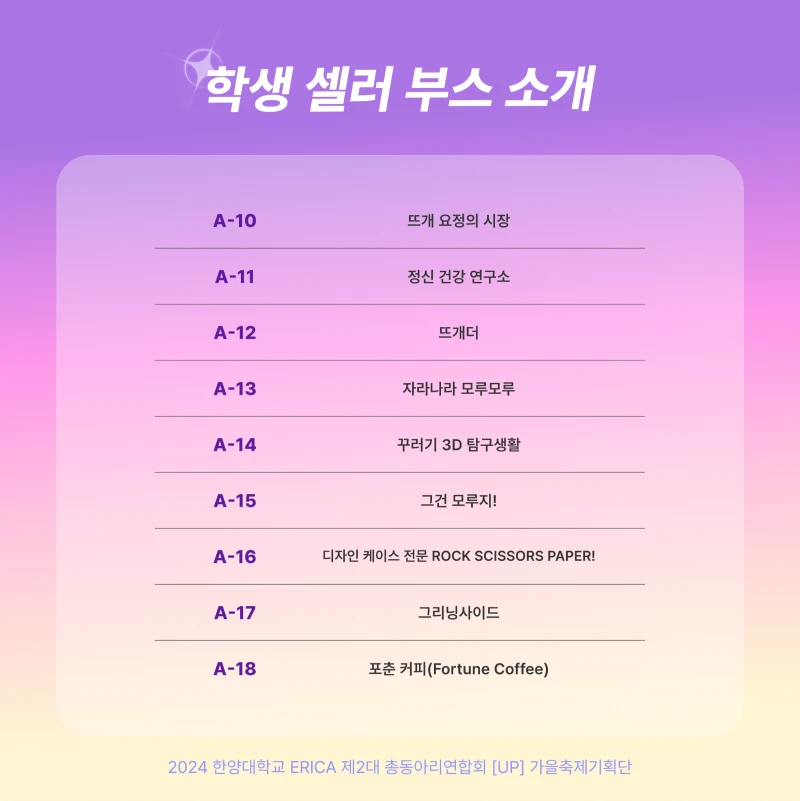 학생 셀러 부스 소개
A-10 뜨개 요정의 시장
A-11 정신 건강 연구소
A-12 뜨개더
A-13 자라나라 모루모루
A-14 꾸러기 3D 탐구생활
A-15 그건 모루지!
A-16 디자인 케이스 전문 ROCK SCISSORS PAPER!
A-17 그리닝사이드
A-18 포춘 커피(Fortune Coffee)
2024 한양대학교 ERICA 제2대 총동아리연합회 [UP] 가을축제기획단